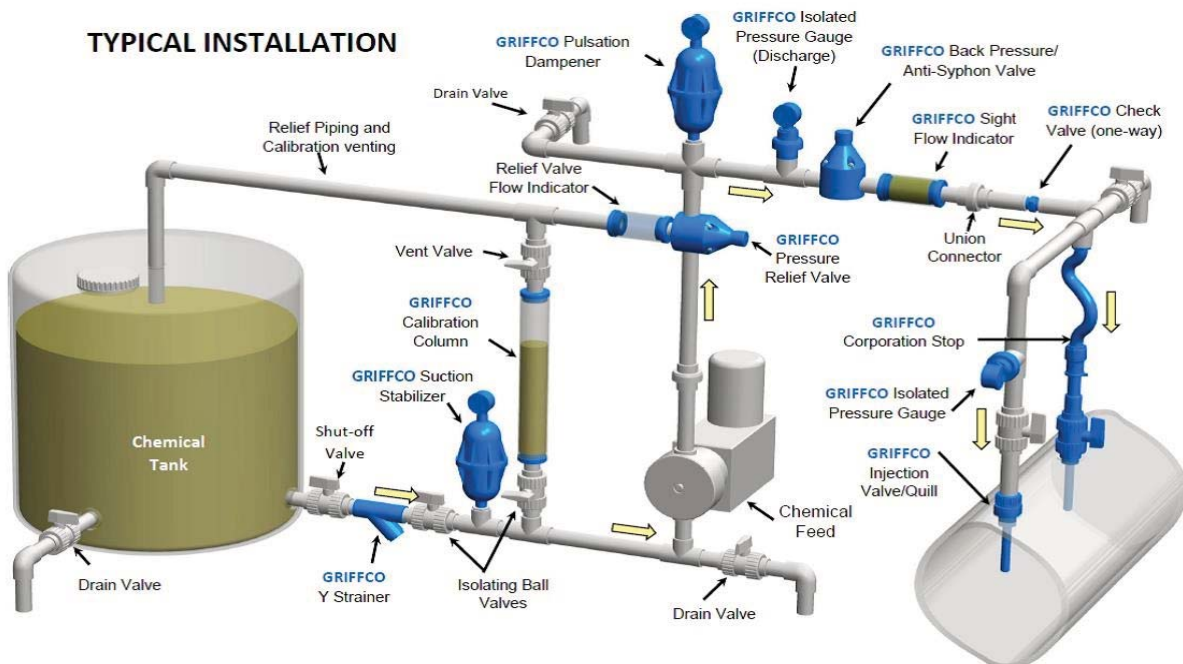 TYPICAL INSTALLATION
GRIFFCO Pulsation
Dampener
GRIFFCO Isolated
Pressure Gauge
(Discharge)
GRIFFCO Back Pressure/
Anti-Syphon Valve
Drain Valve
GRIFFCO Sight
Flow Indicator
GRIFFCO Check
Valve (one-way)
Relief Piping and
Calibration venting
Relief Valve
Flow Indicator
Vent Valve
GRIFFCO
Pressure
Relief Valve
Union
Connector
GRIFFCO
Calibration
Column
GRIFFCO
Corporation Stop
GRIFFCO Suction
Stabilizer
GRIFFCO Isolated
Pressure Gauge
Shut-off
Valve
Chemical
Tank
GRIFFCO
Injection
Valve/Quill
Chemical
Feed
Drain Valve
GRIFFCO
Y Strainer
Isolating Ball
Valves
Drain Valve